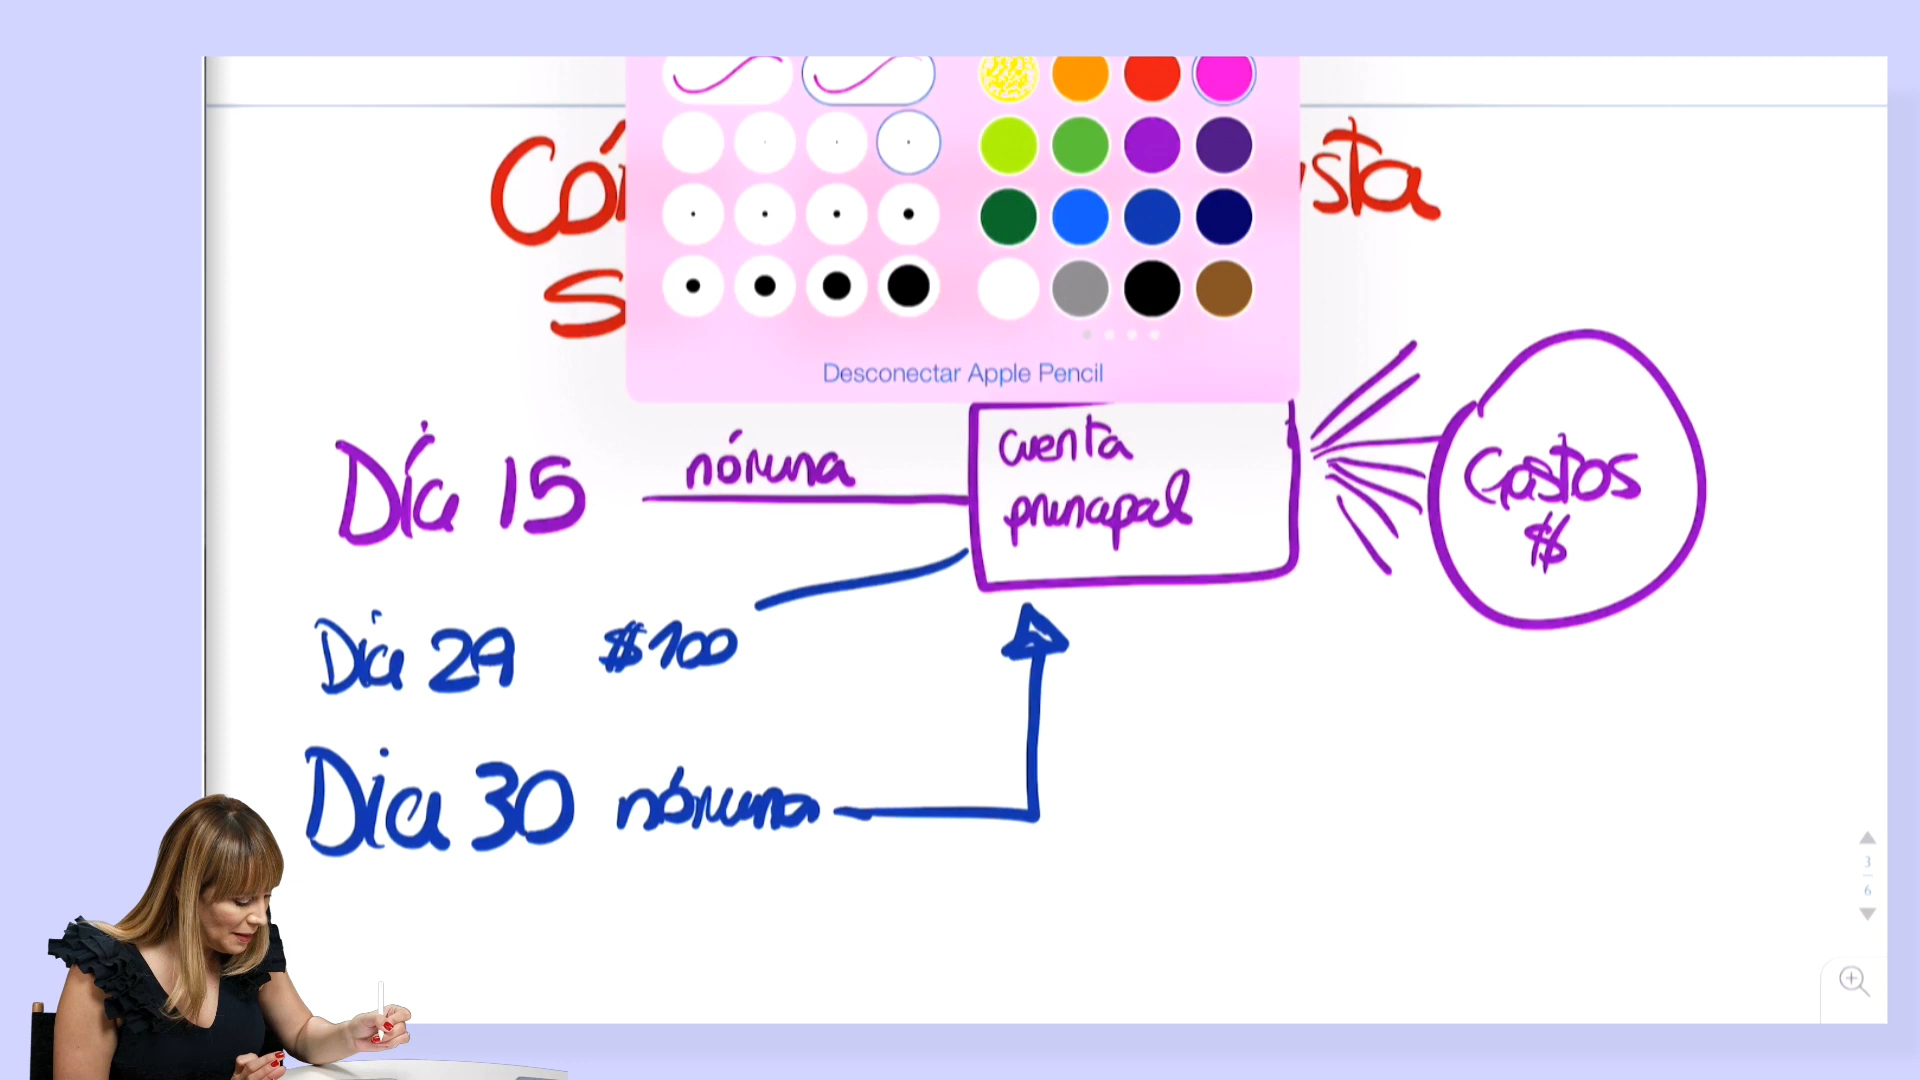 Có
sta
S
Desconectar Apple Pencil
Día 15
nómina
cuenta
principal
Gastos
$
Día 29 $100
Día 30 nómina
3
6